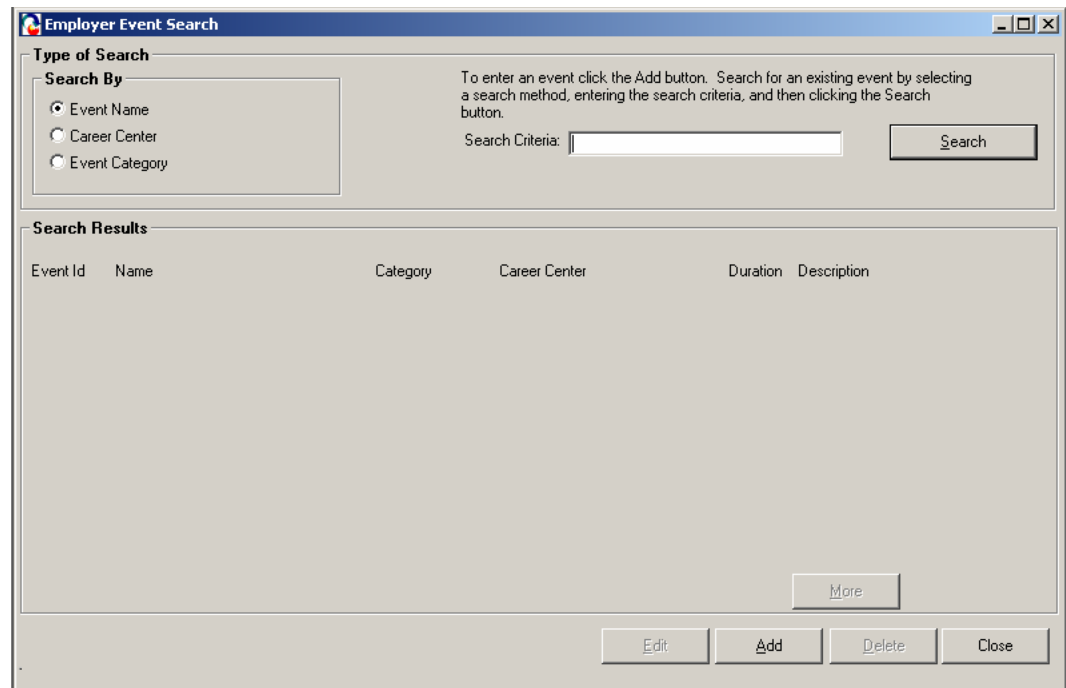 Employer Event Search
Type of Search
Search By
Event Name
Career Center
Event Category
To enter an event click the Add button. Search for an existing event by selecting
a search method, entering the search criteria, and then clicking the Search
button.
Search Criteria:
Search
Search Results
Event Id Name Category Career Center Duration Description
More
Edit Add Delete Close
.